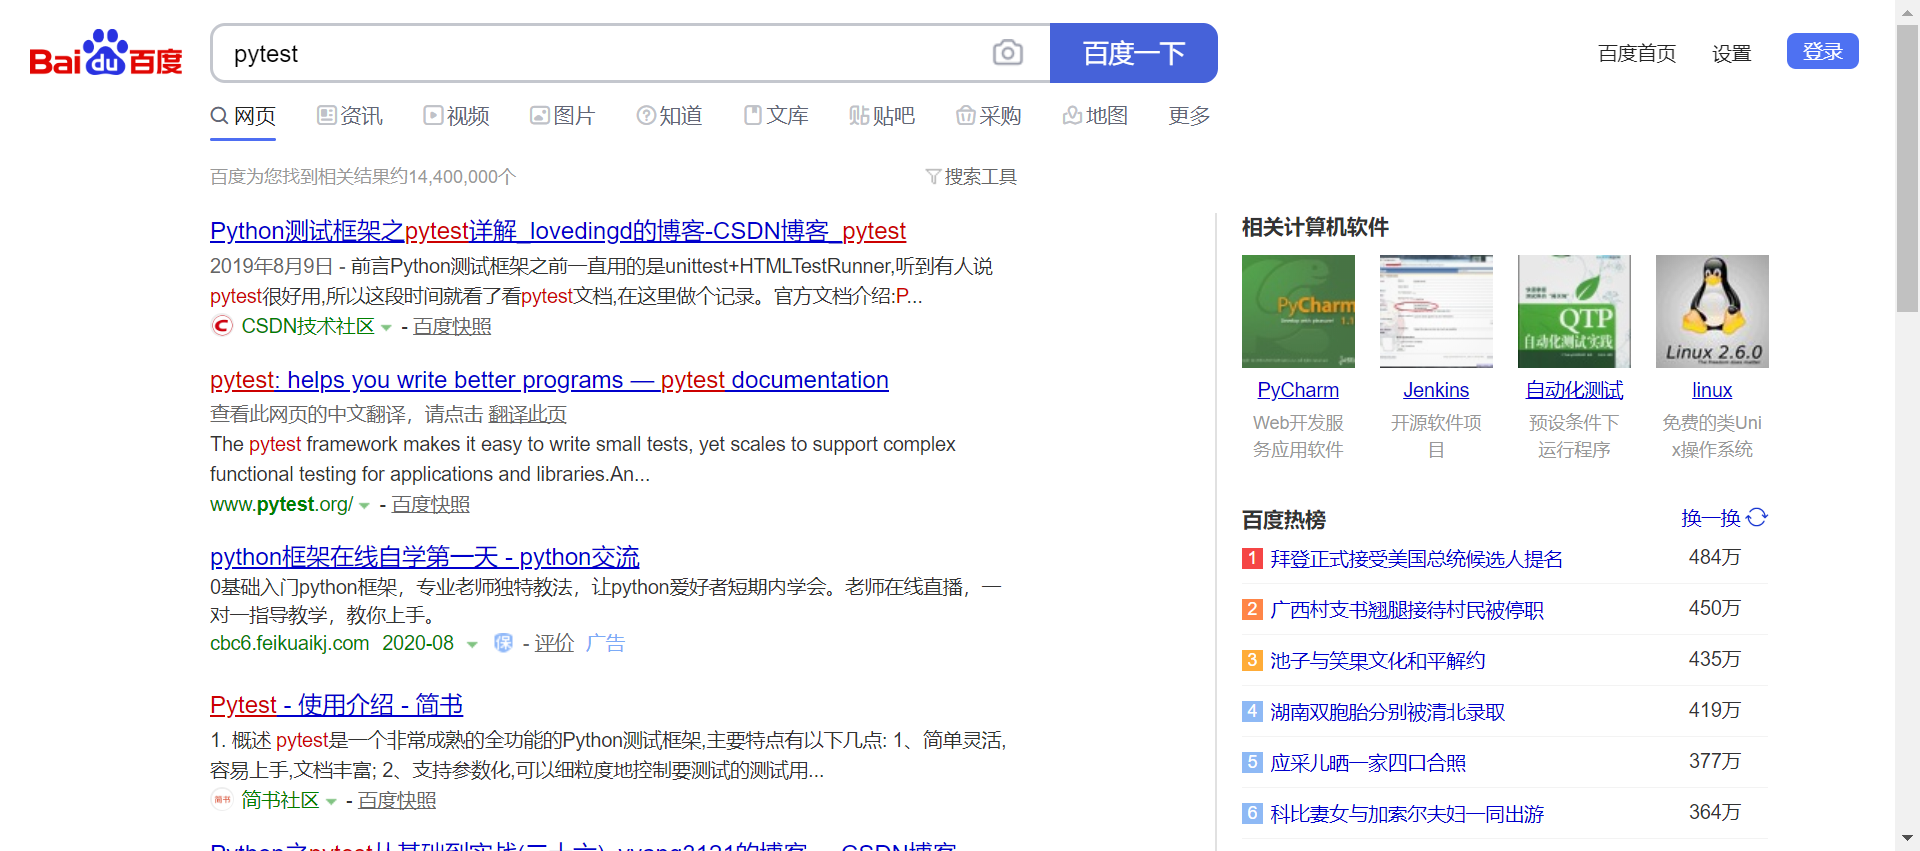 Bai du 百度
pytest
百度一下
百度首页 设置 登录
网页 资讯 视频 图片 知道 文库 贴吧 采购 地图 更多
百度为您找到相关结果约14,400,000个
搜索工具
Python测试框架之pytest详解_lovedingd的博客-CSDN博客_pytest
2019年8月9日 - 前言Python测试框架之前一直用的是unittest+HTMLTestRunner,听到有人说
pytest很好用,所以这段时间就看了看pytest文档,在这里做个记录。官方文档介绍:P...
CSDN技术社区 - 百度快照
pytest: helps you write better programs — pytest documentation
查看此网页的中文翻译，请点击 翻译此页
The pytest framework makes it easy to write small tests, yet scales to support complex
functional testing for applications and libraries.An...
www.pytest.org/ - 百度快照
python框架在线自学第一天 - python交流
0基础入门python框架，专业老师独特教法，让python爱好者短期内学会。老师在线直播，一
对一指导教学，教你上手。
cbc6.feikuaikj.com 2020-08 保 - 评价 广告
Pytest - 使用介绍 - 简书
1. 概述 pytest是一个非常成熟的全功能的Python测试框架,主要特点有以下几点: 1、简单灵活,
容易上手,文档丰富; 2、支持参数化,可以细粒度地控制要测试的测试用...
简书 简书社区 - 百度快照
相关计算机软件
PyCharm
QTP
自动化测试实践
Linux 2.6.0
PyCharm Jenkins 自动化测试 linux
Web开发服 开源软件项 预设条件下 免费的类Uni
务应用软件 目 运行程序 x操作系统
百度热榜 换一换
1 拜登正式接受美国总统候选人提名 484万
2 广西村支书翘腿接待村民被停职 450万
3 池子与笑果文化和平解约 435万
4 湖南双胞胎分别被清北录取 419万
5 应采儿晒一家四口合照 377万
6 科比妻女与加索尔夫妇一同出游 364万